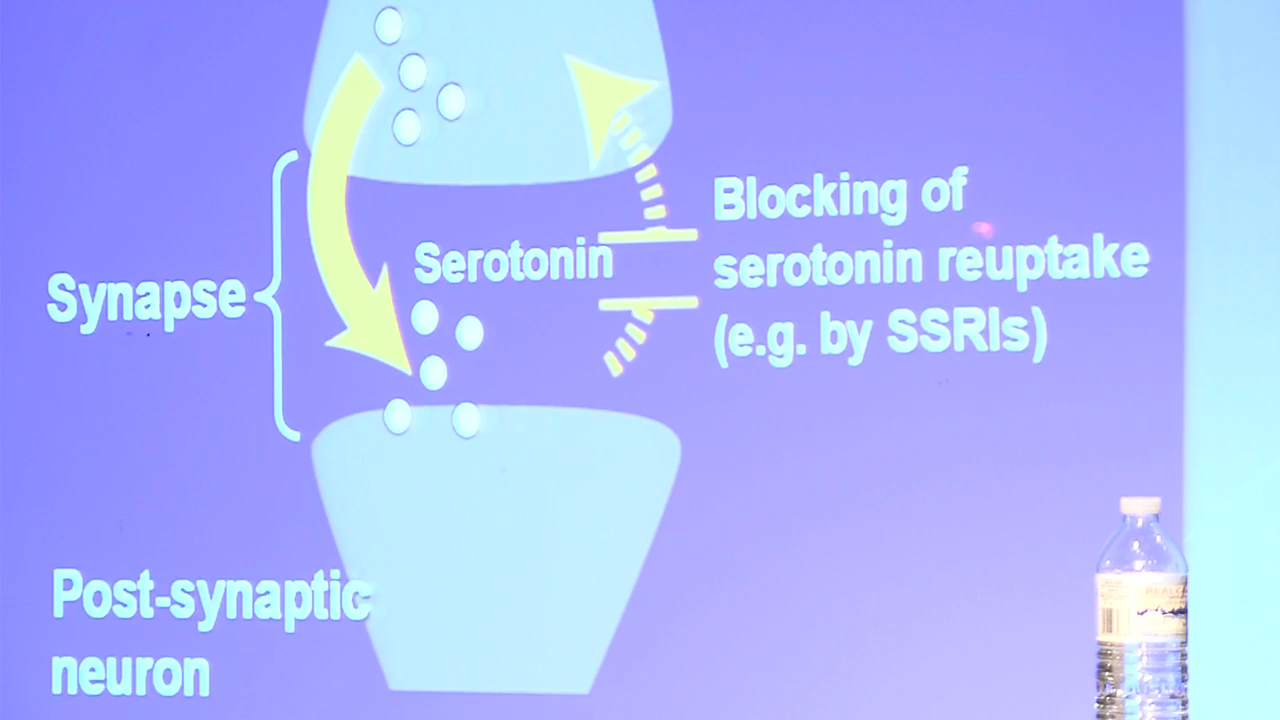 Synapse
Serotonin
Blocking of
serotonin reuptake
(e.g. by SSRIs)
Post-synaptic
neuron